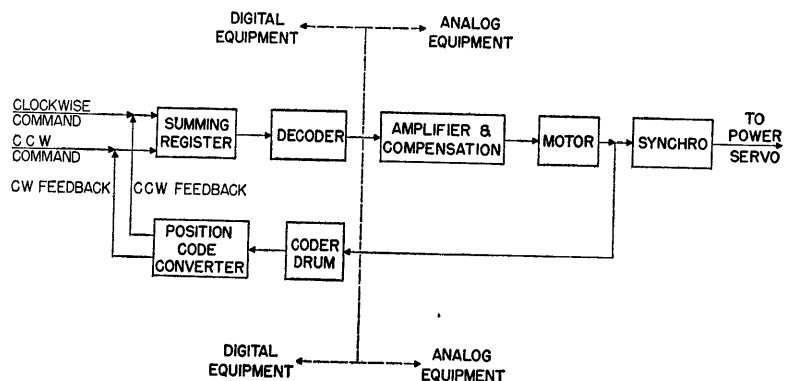 DIGITAL
EQUIPMENT
ANALOG
EQUIPMENT
CLOCKWISE
COMMAND
C C W
COMMAND
SUMMING
REGISTER
DECODER
AMPLIFIER &
COMPENSATION
MOTOR
SYNCHRO
TO
POWER
SERVO
CW FEEDBACK
CCW FEEDBACK
POSITION
CODE
CONVERTER
CODER
DRUM
DIGITAL
EQUIPMENT
ANALOG
EQUIPMENT